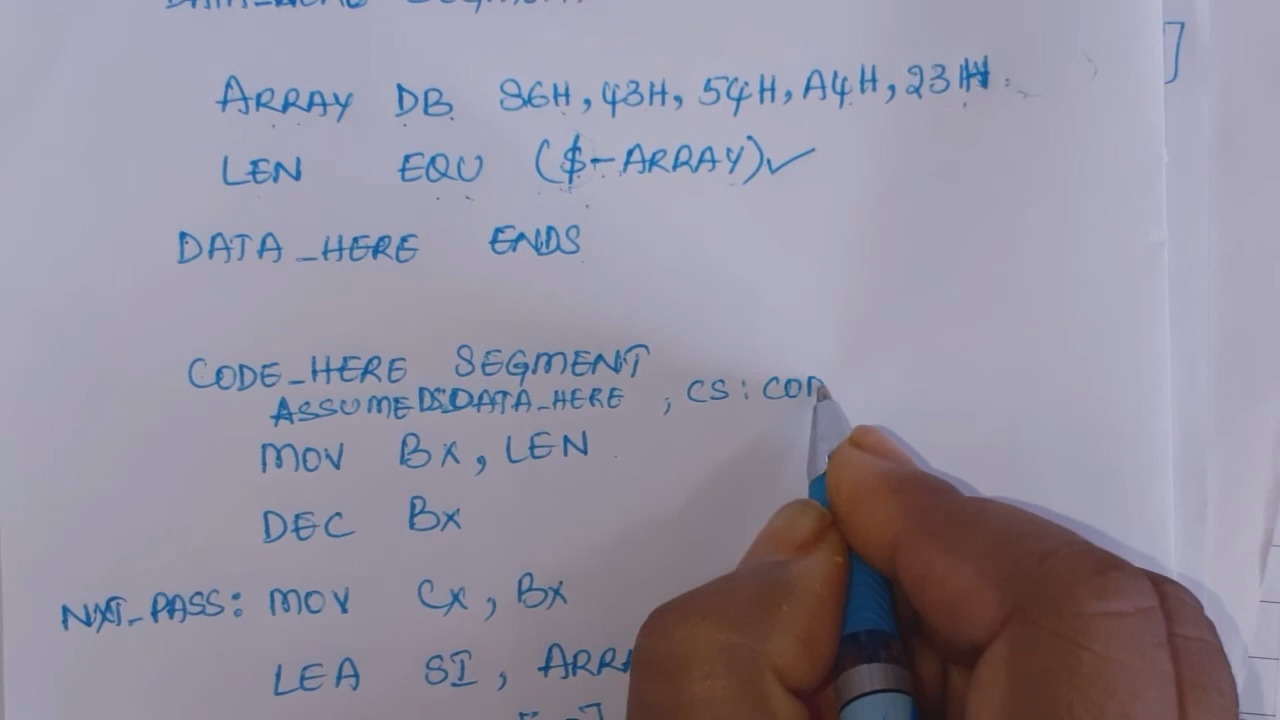 ARRAY DB 86H, 43H, 54H, A4H, 23H
LEN EQU ($-ARRAY)✓
DATA_HERE ENDS
CODE_HERE SEGMENT
ASSUME DS:DATA_HERE , CS: COD
MOV BX, LEN
DEC BX
NXT_PASS: MOV CX, BX
LEA SI, ARRA